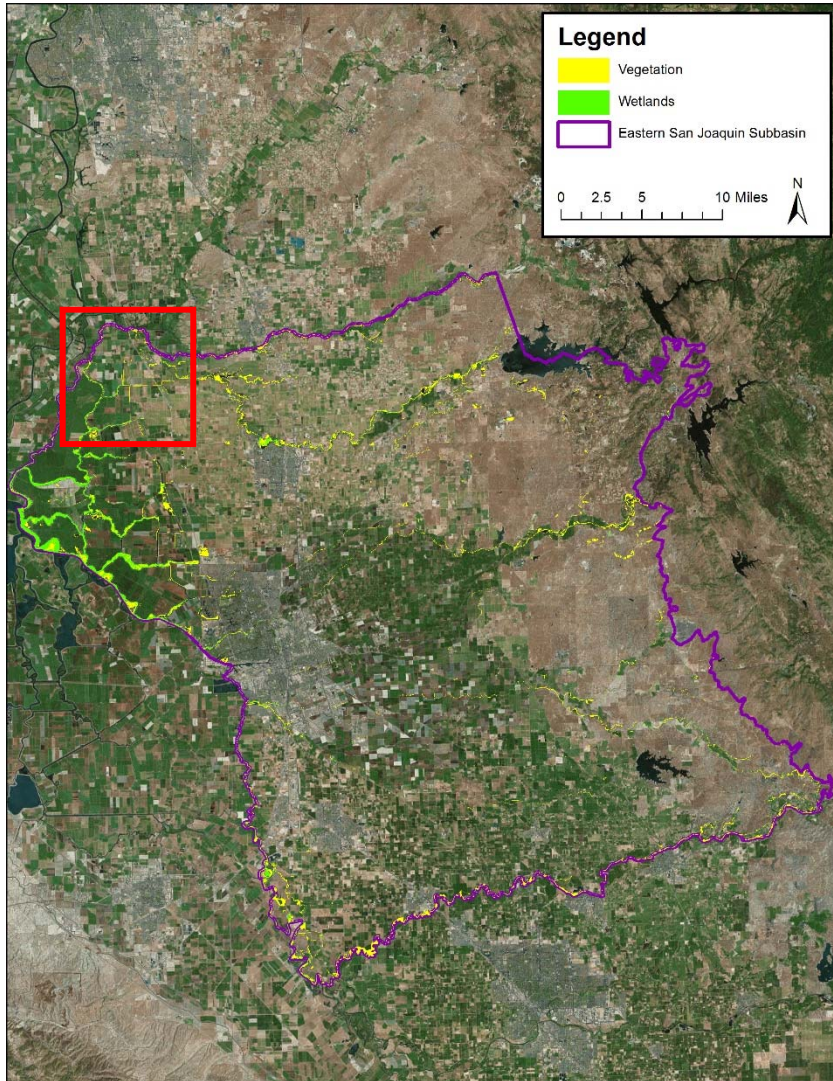 Legend
Vegetation
Wetlands
Eastern San Joaquin Subbasin
0 2.5 5 10 Miles
N